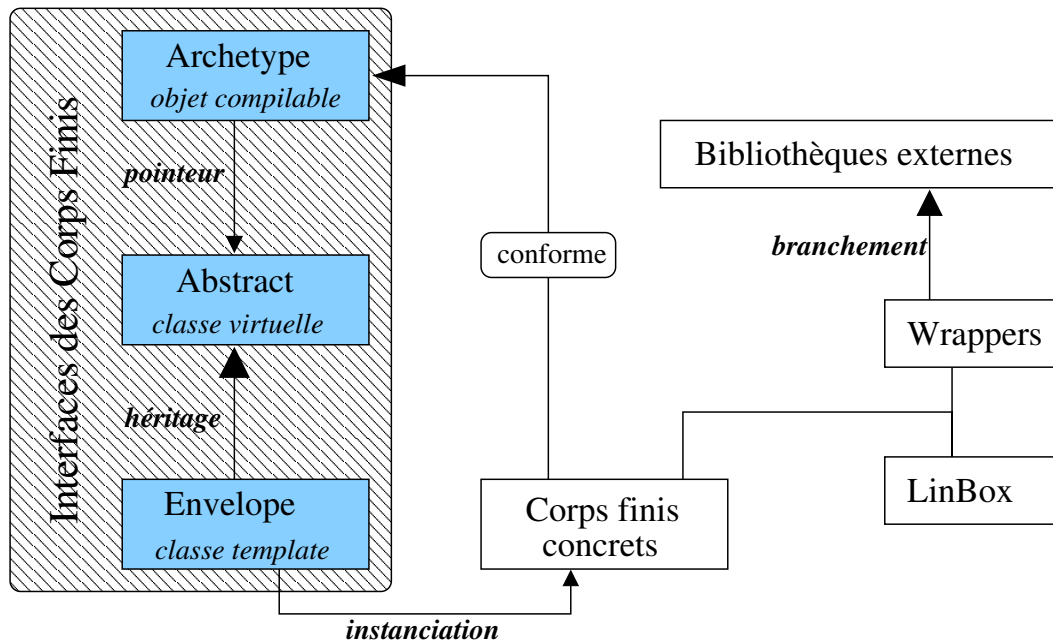 Interfaces des Corps Finis
Archetype
objet compilable
pointeur
Abstract
classe virtuelle
héritage
Envelope
classe template
instanciation
conforme
Corps finis
concrets
Bibliothèques externes
branchement
Wrappers
LinBox